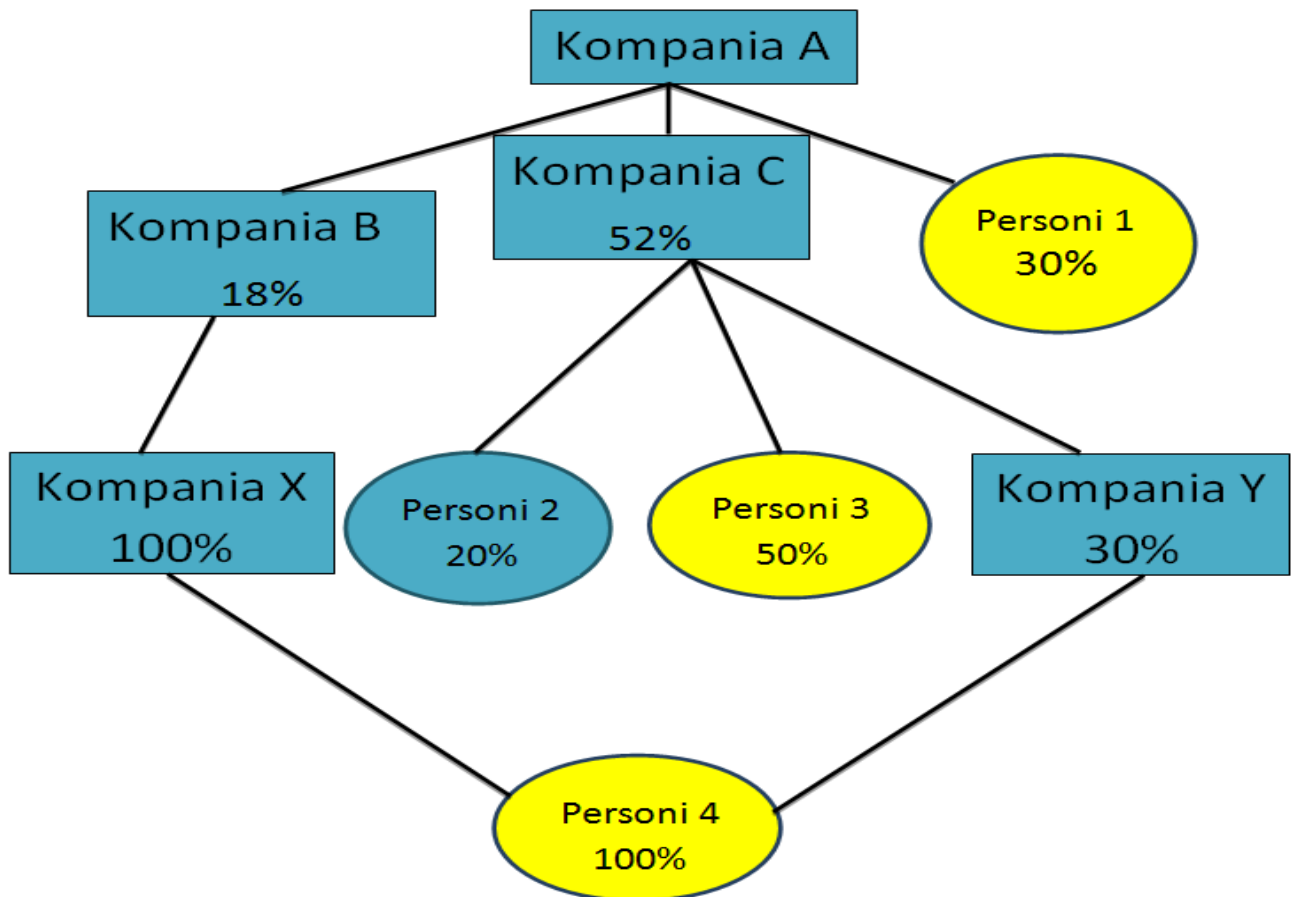 Kompania A
Kompania B
18%
Kompania C
52%
Personi 1
30%
Kompania X
100%
Personi 2
20%
Personi 3
50%
Kompania Y
30%
Personi 4
100%